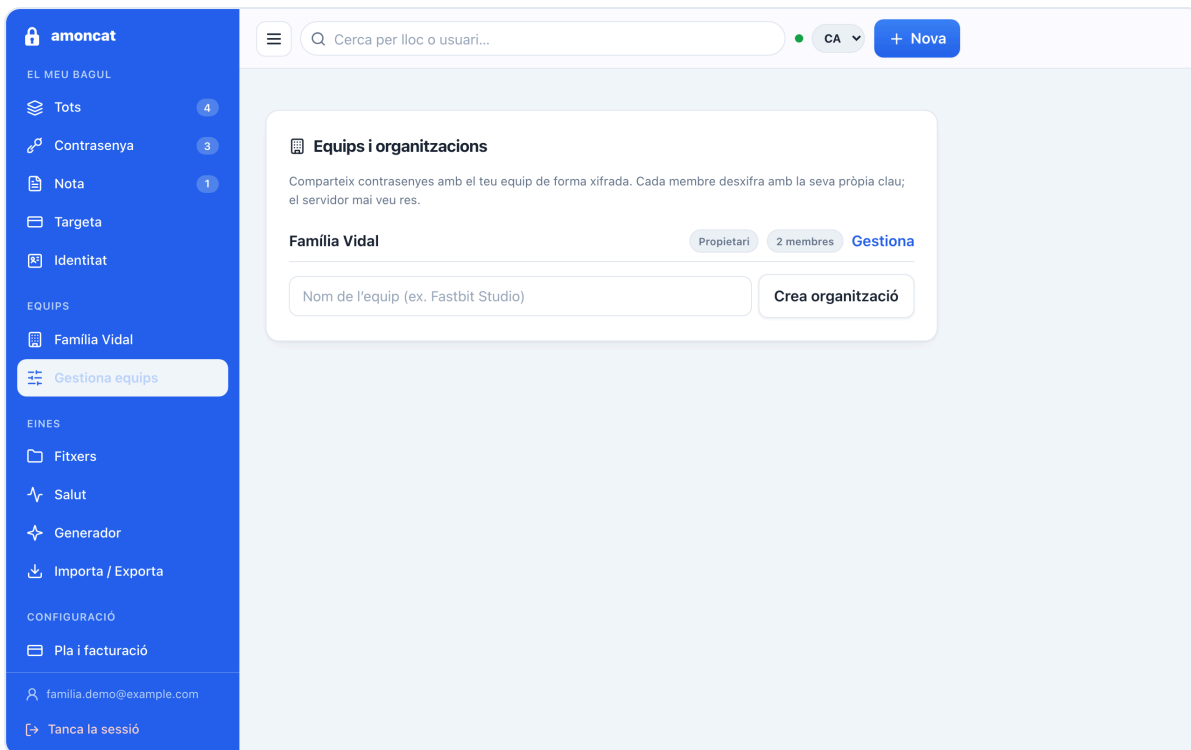 amoncat
EL MEU BAGUL
Tots 4
Contrasenya 3
Nota 1
Targeta
Identitat
EQUIPS
Família Vidal
Gestiona equips
EINES
Fitxers
Salut
Generador
Importa / Exporta
CONFIGURACIÓ
Pla i facturació
familia.demo@example.com
Tanca la sessió
Cerca per lloc o usuari...
CA
+ Nova
Equips i organitzacions
Comparteix contrasenyes amb el teu equip de forma xifrada. Cada membre desxifra amb la seva pròpia clau;
el servidor mai veu res.
Família Vidal Propietari 2 membres Gestiona
Nom de l’equip (ex. Fastbit Studio) Crea organització